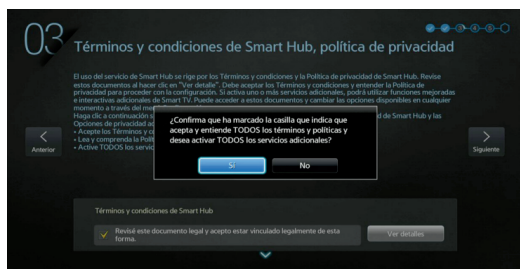 03
Términos y condiciones de Smart Hub, política de privacidad
El uso del servicio de Smart Hub se rige por los Términos y condiciones y la Política de privacidad de Smart Hub. Revise
estos documentos al hacer clic en "Ver detalle". Debe aceptar los Términos y condiciones y entender la Política de
privacidad para proceder con la configuración. Si activa uno o más servicios adicionales, podrá utilizar funciones mejoradas
e interactivas adicionales de Smart TV. Puede acceder a estos documentos y cambiar las opciones disponibles en cualquier
momento a través del
Haga clic a continuación
d de Smart Hub y las
Opciones de privacidad
• Acepte los Términos y
• Lea y comprenda la
• Active TODOS los
¿Confirma que ha marcado la casilla que indica que
acepta y entiende TODOS los términos y políticas y
desea activar TODOS los servicios adicionales?
Sí
No
Anterior
Siguiente
Términos y condiciones de Smart Hub
Revisé este documento legal y acepto estar vinculado legalmente de esta
forma.
Ver detalles